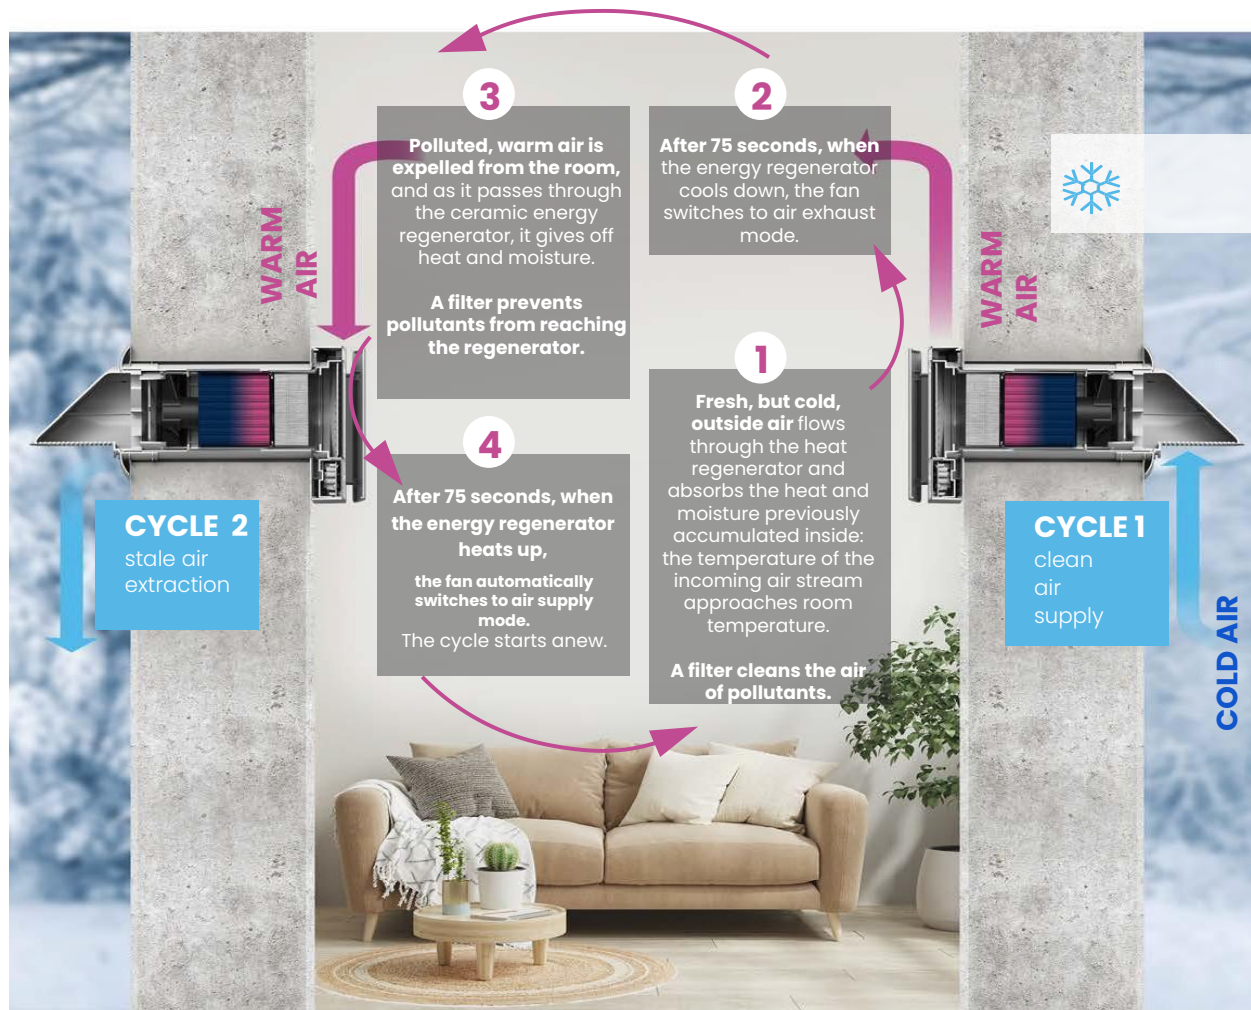 3
Polluted, warm air is
expelled from the room,
and as it passes through
the ceramic energy
regenerator, it gives off
heat and moisture.
A filter prevents
pollutants from reaching
the regenerator.
2
After 75 seconds, when
the energy regenerator
cools down, the fan
switches to air exhaust
mode.
WARM
AIR
WARM
AIR
1
Fresh, but cold,
outside air flows
through the heat
regenerator and
absorbs the heat and
moisture previously
accumulated inside:
the temperature of the
incoming air stream
approaches room
temperature.
A filter cleans the air
of pollutants.
4
After 75 seconds, when
the energy regenerator
heats up,
the fan automatically
switches to air supply
mode.
The cycle starts anew.
CYCLE 2
stale air
extraction
CYCLE 1
clean
air
supply
COLD AIR